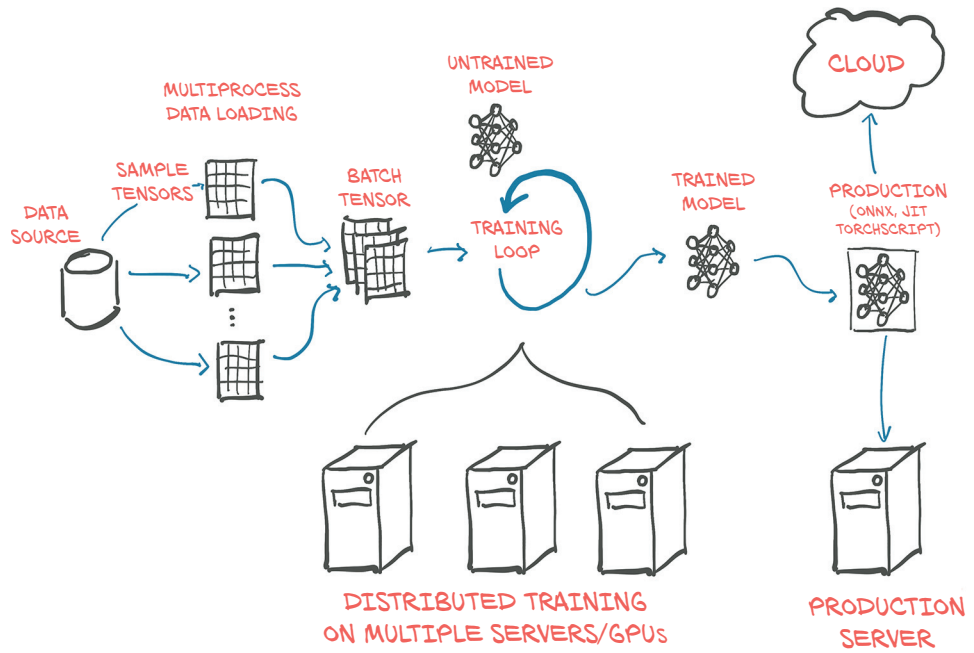 MULTIPROCESS
DATA LOADING
UNTRAINED
MODEL
CLOUD
SAMPLE
TENSORS
BATCH
TENSOR
TRAINED
MODEL
PRODUCTION
(ONNX, JIT
TORCHSCRIPT)
DATA
SOURCE
TRAINING
LOOP
DISTRIBUTED TRAINING
ON MULTIPLE SERVERS/GPUs
PRODUCTION
SERVER